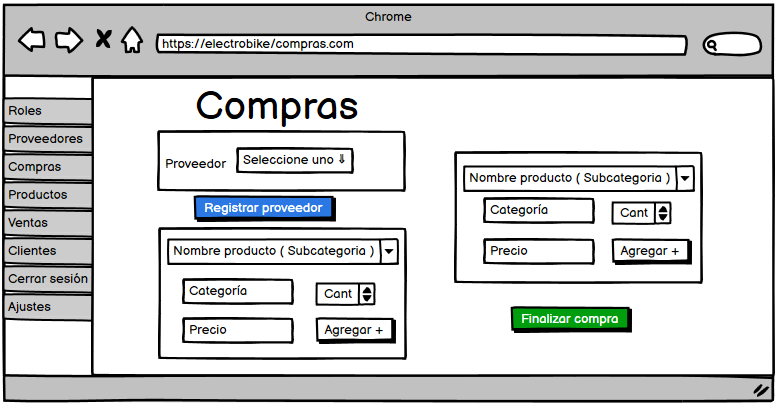 Chrome
https://electrobike/compras.com
Roles
Proveedores
Compras
Productos
Ventas
Clientes
Cerrar sesión
Ajustes
Compras
Proveedor
Seleccione uno ⇓
Registrar proveedor
Nombre producto ( Subcategoria )
Categoría
Cant
Precio
Agregar +
Nombre producto ( Subcategoria )
Categoría
Cant
Precio
Agregar +
Finalizar compra